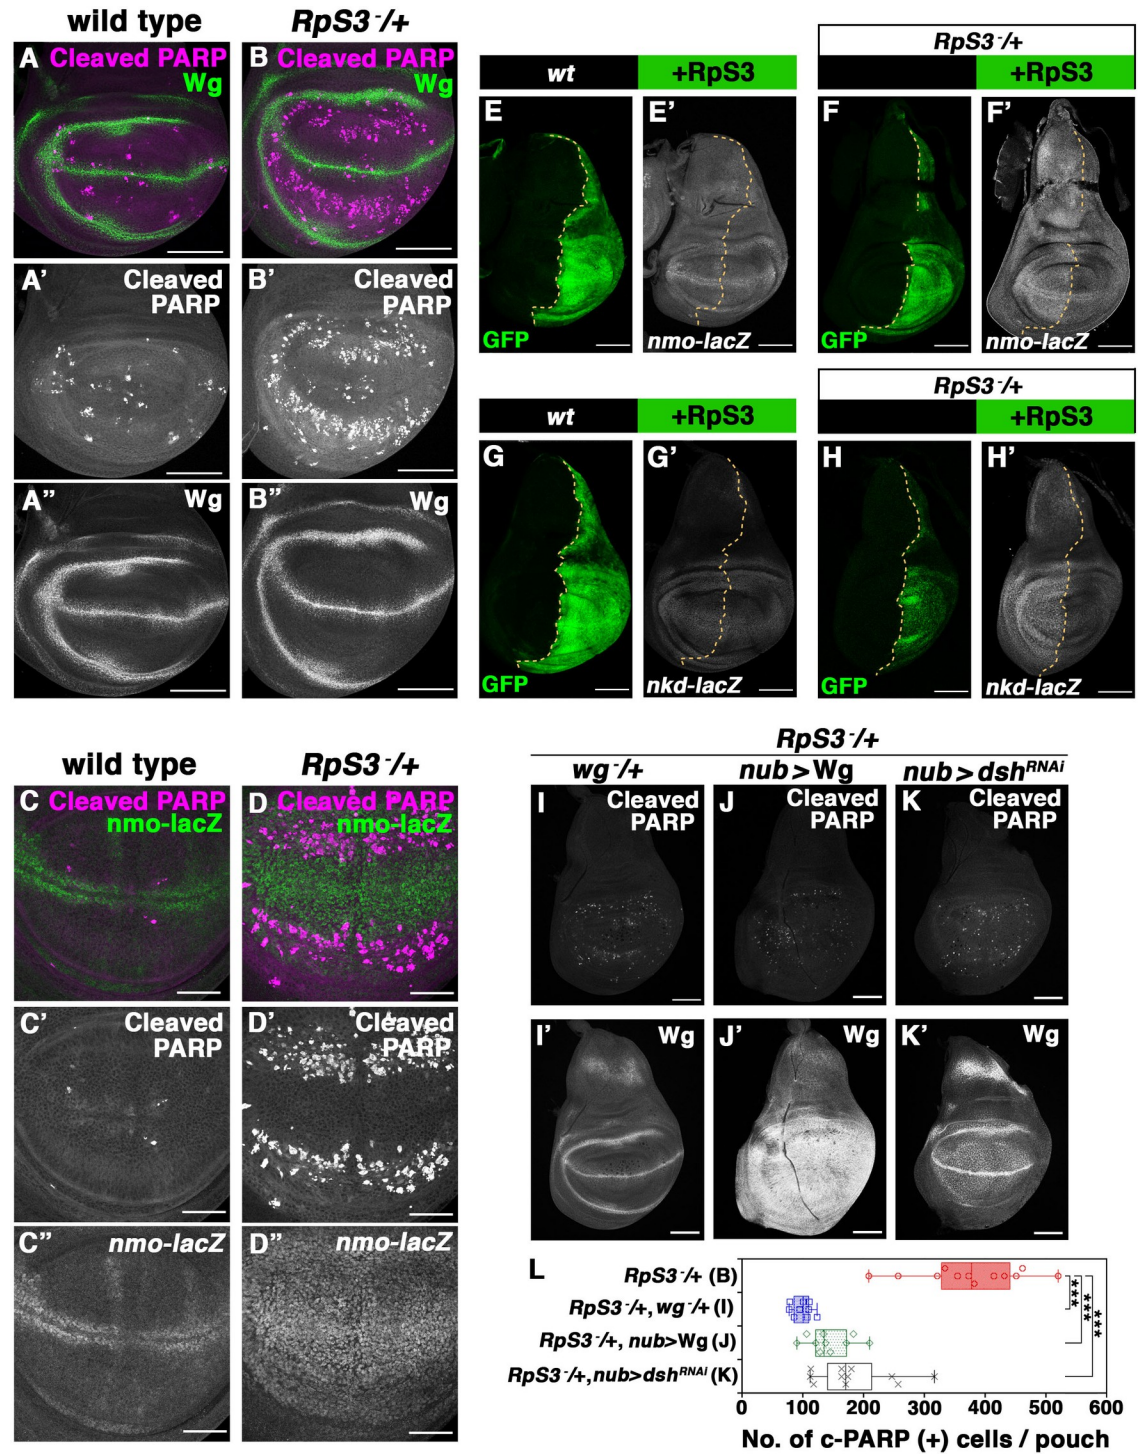 wild type RpS3⁻/+
A Cleaved PARP
Wg
B Cleaved PARP
Wg
A' Cleaved
PARP
B' Cleaved
PARP
A" Wg
B" Wg
wt +RpS3
E E'
GFP nmo-lacZ
RpS3⁻/+
+RpS3
F F'
GFP nmo-lacZ
wt +RpS3
G G'
GFP nkd-lacZ
RpS3⁻/+
+RpS3
H H'
GFP nkd-lacZ
wild type RpS3⁻/+
C Cleaved PARP
nmo-lacZ
D Cleaved PARP
nmo-lacZ
C' Cleaved
PARP
D' Cleaved
PARP
C" nmo-lacZ
D" nmo-lacZ
RpS3⁻/+
wg⁻/+ nub>Wg nub>dshᴿᴺᴬⁱ
I Cleaved
PARP
J Cleaved
PARP
K Cleaved
PARP
I' Wg
J' Wg
K' Wg
L
RpS3⁻/+ (B)
RpS3⁻/+, wg⁻/+ (I)
RpS3⁻/+, nub>Wg (J)
RpS3⁻/+,nub>dshᴿᴺᴬⁱ (K)
***
***
***
0 100 200 300 400 500 600
No. of c-PARP (+) cells / pouch